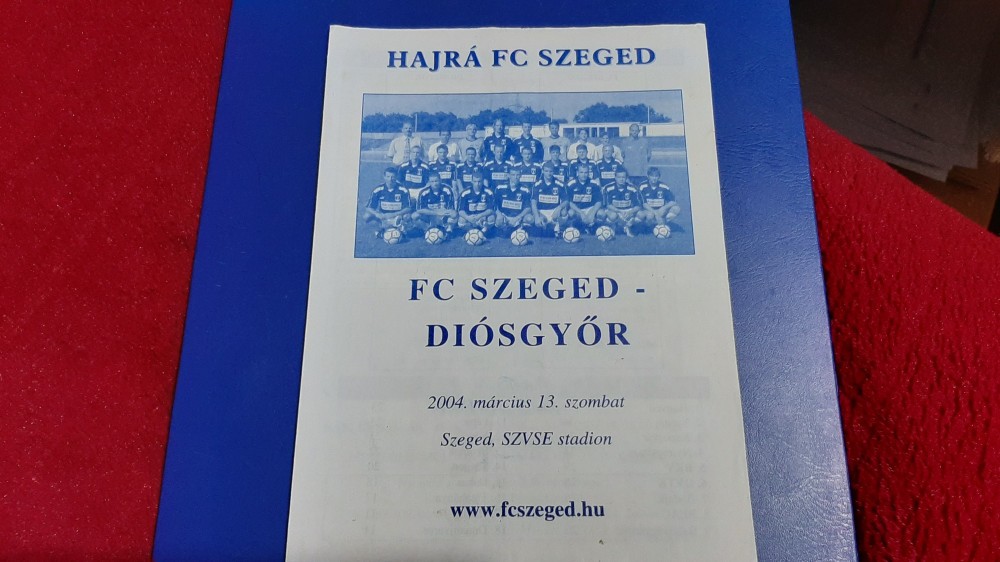 HAJRÁ FC SZEGED
FC SZEGED -
DIÓSGYŐR
2004. március 13. szombat
Szeged, SZVSE stadion
www.fcszeged.hu